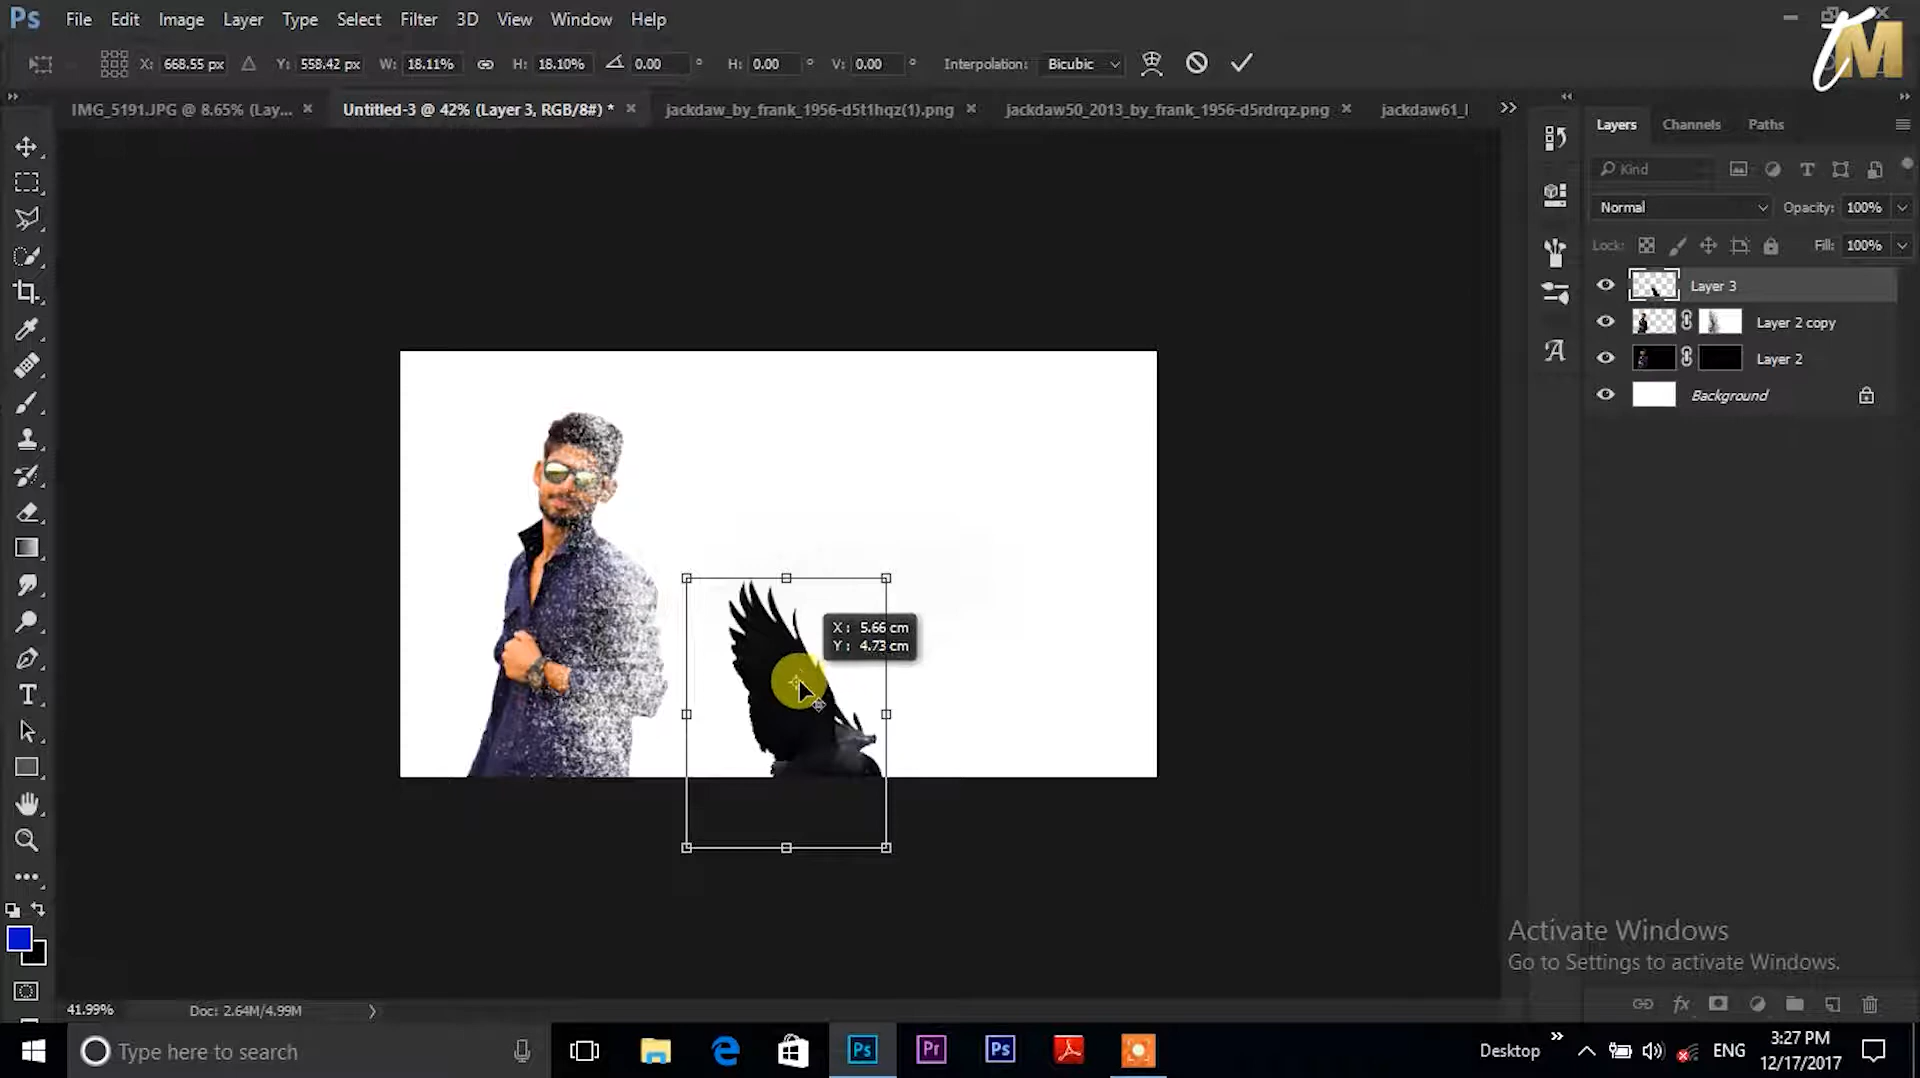 Ps File Edit Image Layer Type Select Filter 3D View Window Help
X: 668.55 px Y: 558.42 px W: 18.11% H: 18.10% 0.00 ° H: 0.00 ° V: 0.00 ° Interpolation: Bicubic
tM
IMG_5191.JPG @ 8.65% (Lay... × Untitled-3 @ 42% (Layer 3, RGB/8#) * × jackdaw_by_frank_1956-d5t1hqz(1).png × jackdaw50_2013_by_frank_1956-d5rdrqz.png × jackdaw61_l
Layers Channels Paths
Kind
Normal Opacity: 100%
Lock: Fill: 100%
Layer 3
Layer 2 copy
Layer 2
Background
X : 5.66 cm
Y : 4.73 cm
Activate Windows
Go to Settings to activate Windows.
41.99% Doc: 2.64M/4.99M
Type here to search
Ps Pr Ps
Desktop ENG
3:27 PM
12/17/2017